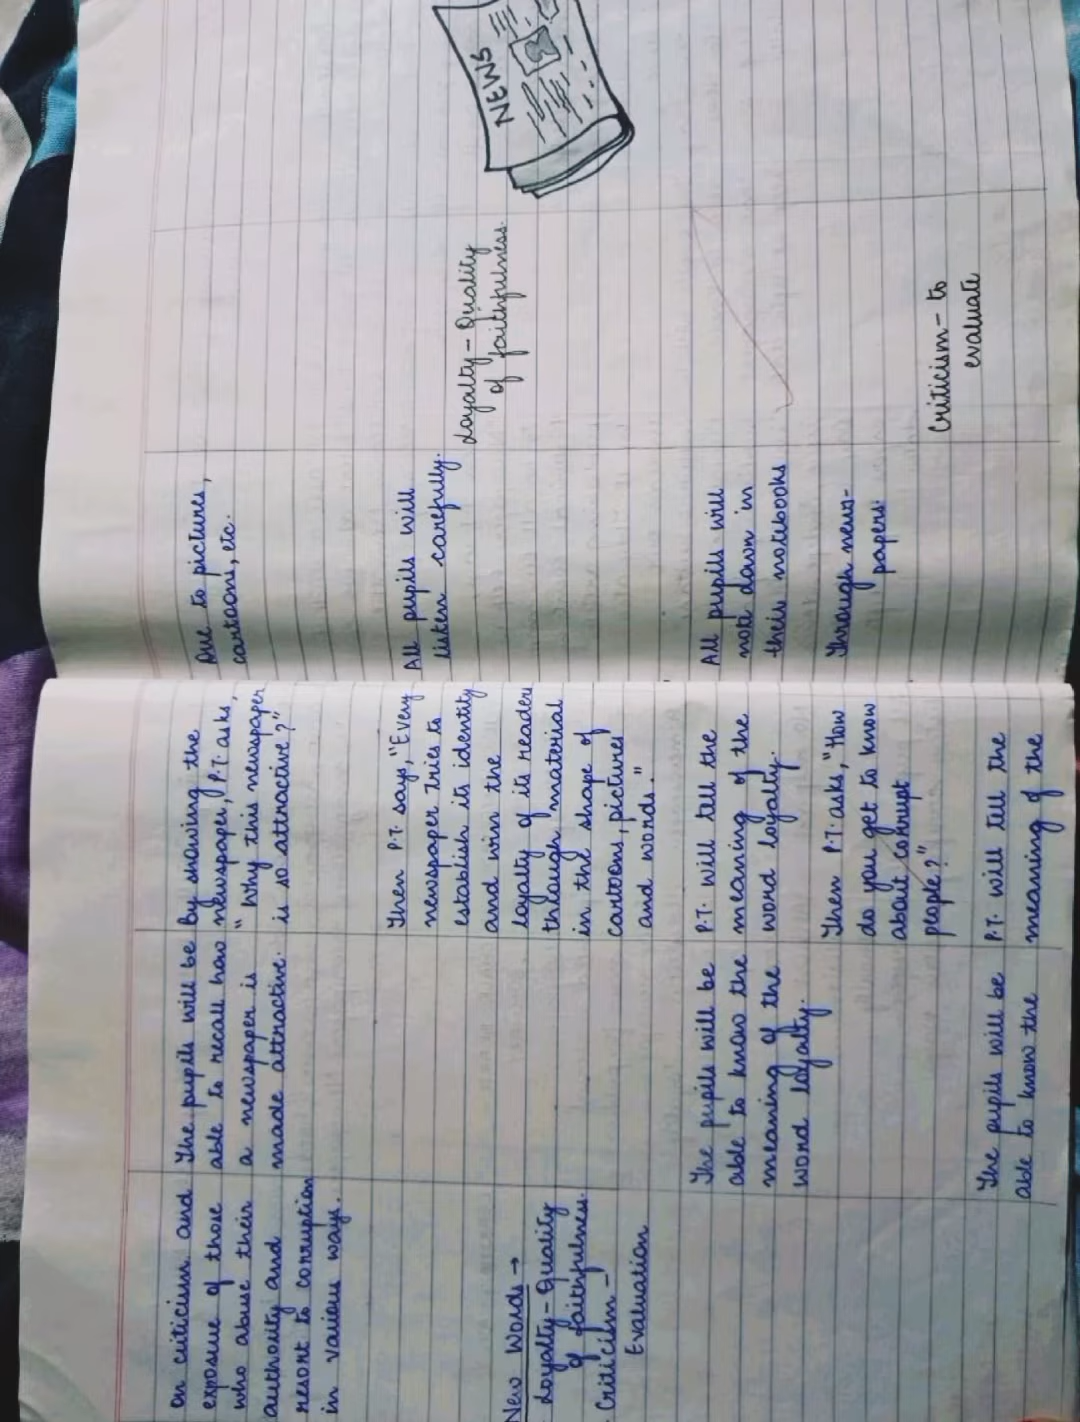 on criticism and
exposure of those
who abuse their
authority and
resort to corruption
in various ways.
New Words →
Loyalty - Quality
of faithfulness.
- Criticism -
Evaluation
The pupils will be
able to recall how
a newspaper is
made attractive.
The pupils will be
able to know the
meaning of the
word loyalty.
The pupils will be
able to know the
By showing the
newspaper, P.T. asks,
"Why this newspaper
is so attractive?"
Then P.T. says, "Every
newspaper tries to
establish its identity
and win the
loyalty of its readers
through material
in the shape of
cartoons, pictures
and words."
P.T. will tell the
meaning of the
word loyalty.
Then P.T. asks, "How
do you get to know
about corrupt
people?"
P.T. will tell the
meaning of the
Due to pictures,
cartoons, etc.
All pupils will
listen carefully.
All pupils will
note down in
their notebooks
Through news-
papers.
Loyalty - Quality
of faithfulness.
Criticism - to
evaluate
NEWS